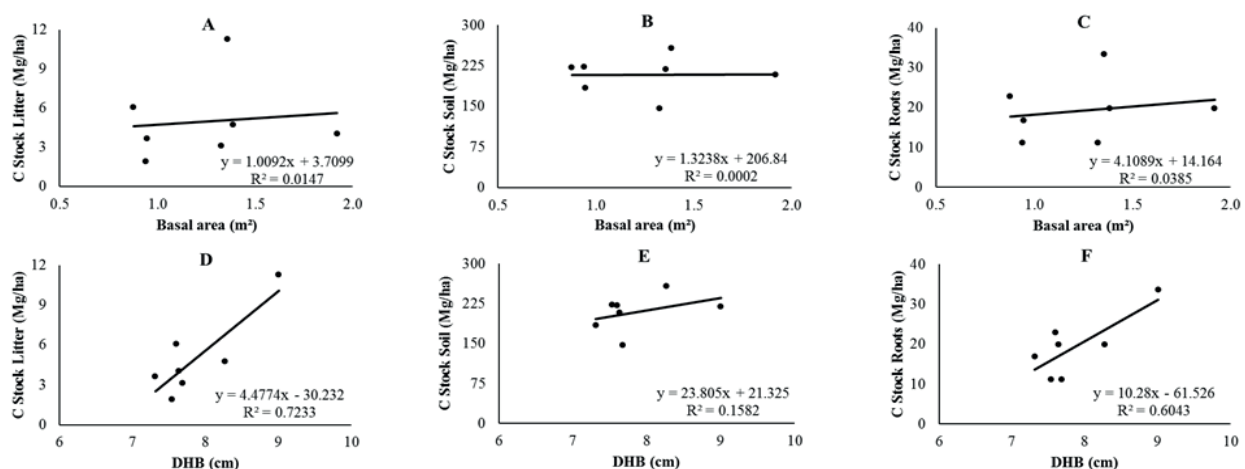 A
C Stock Litter (Mg/ha)
12
9
6
3
0
y = 1.0092x + 3.7099
R² = 0.0147
0.5 1.0 1.5 2.0
Basal area (m²)
B
C Stock Soil (Mg/ha)
300
225
150
75
0
y = 1.3238x + 206.84
R² = 0.0002
0.5 1.0 1.5 2.0
Basal area (m²)
C
C Stock Roots (Mg/ha)
40
30
20
10
0
y = 4.1089x + 14.164
R² = 0.0385
0.5 1.0 1.5 2.0
Basal area (m²)
D
C Stock Litter (Mg/ha)
12
9
6
3
0
y = 4.4774x - 30.232
R² = 0.7233
6 7 8 9 10
DHB (cm)
E
C Stock Soil (Mg/ha)
300
225
150
75
0
y = 23.805x + 21.325
R² = 0.1582
6 7 8 9 10
DHB (cm)
F
C Stock Roots (Mg/ha)
40
30
20
10
0
y = 10.28x - 61.526
R² = 0.6043
6 7 8 9 10
DHB (cm)